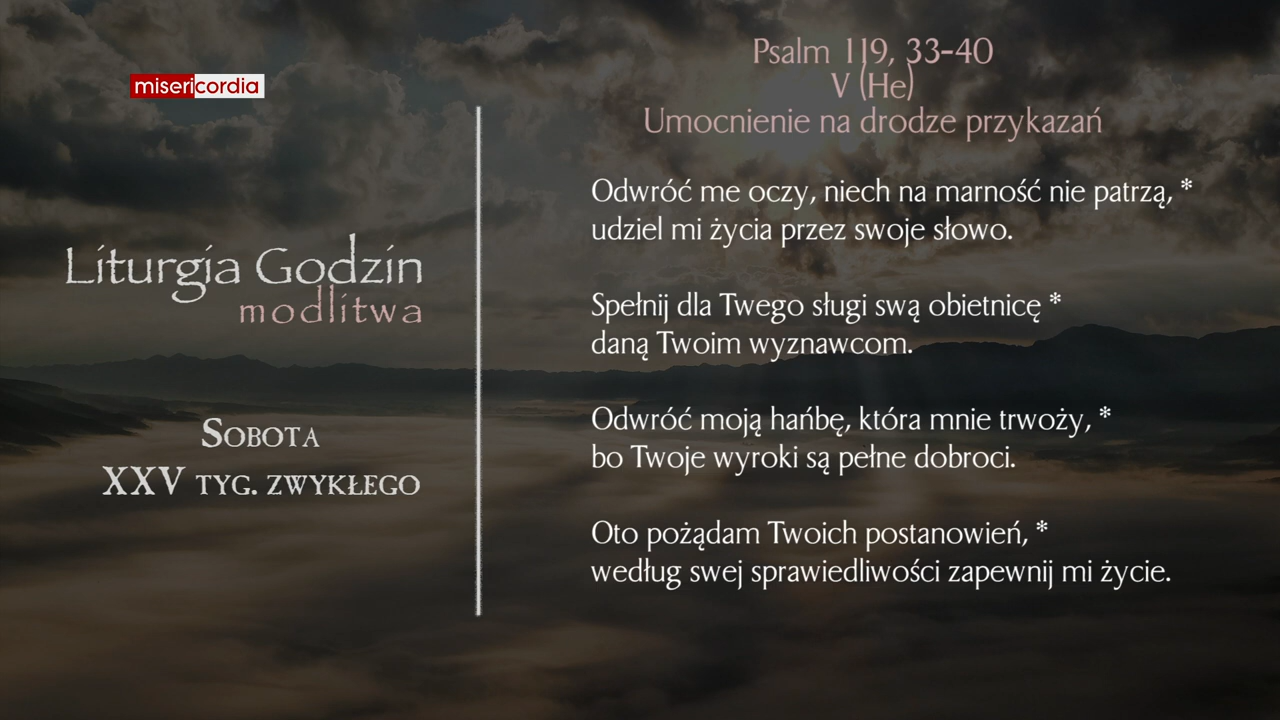 misericordia
Liturgia Godzin
modlitwa
Sobota
XXV tyg. zwykłego
Psalm 119, 33-40
V (He)
Umocnienie na drodze przykazań
Odwróć me oczy, niech na marność nie patrzą, *
udziel mi życia przez swoje słowo.
Spełnij dla Twego sługi swą obietnicę *
daną Twoim wyznawcom.
Odwróć moją hańbę, która mnie trwoży, *
bo Twoje wyroki są pełne dobroci.
Oto pożądam Twoich postanowień, *
według swej sprawiedliwości zapewnij mi życie.